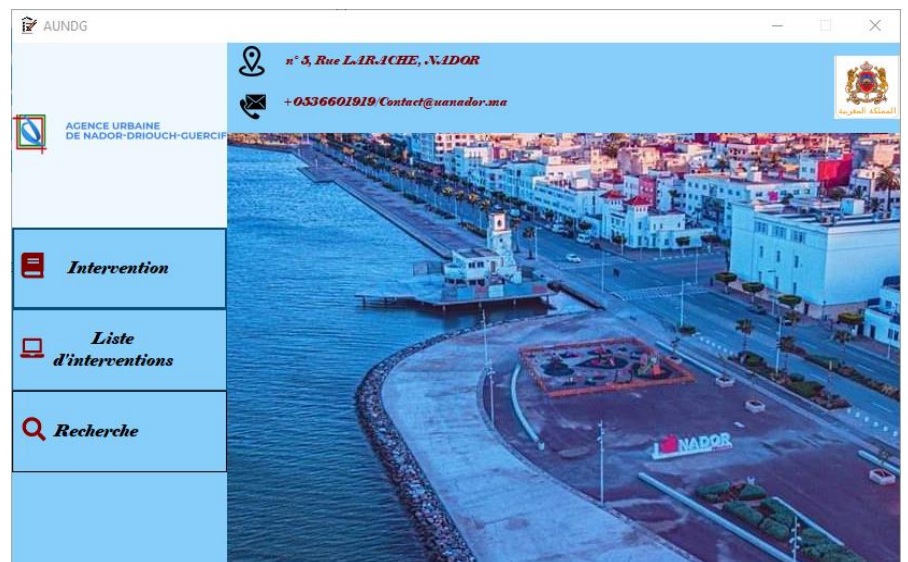 AUNDG
n° 5, Rue LARACHE, NADOR
+0536601919/Contact@uanador.ma
المملكة المغربية
AGENCE URBAINE
DE NADOR-DRIOUCH-GUERCIF
Intervention
Liste
d'interventions
Recherche
NADOR